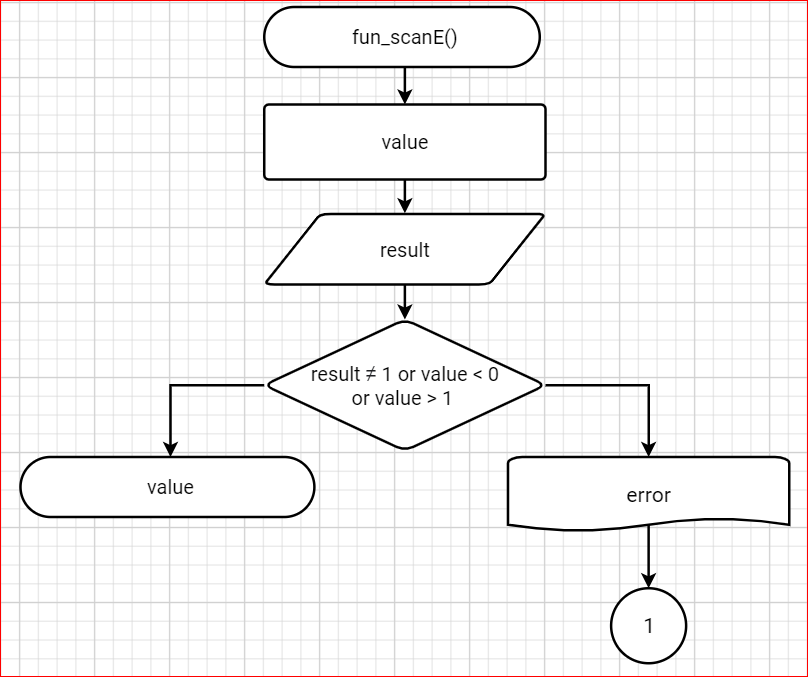 fun_scanE()
value
result
result ≠ 1 or value < 0
or value > 1
value
error
1